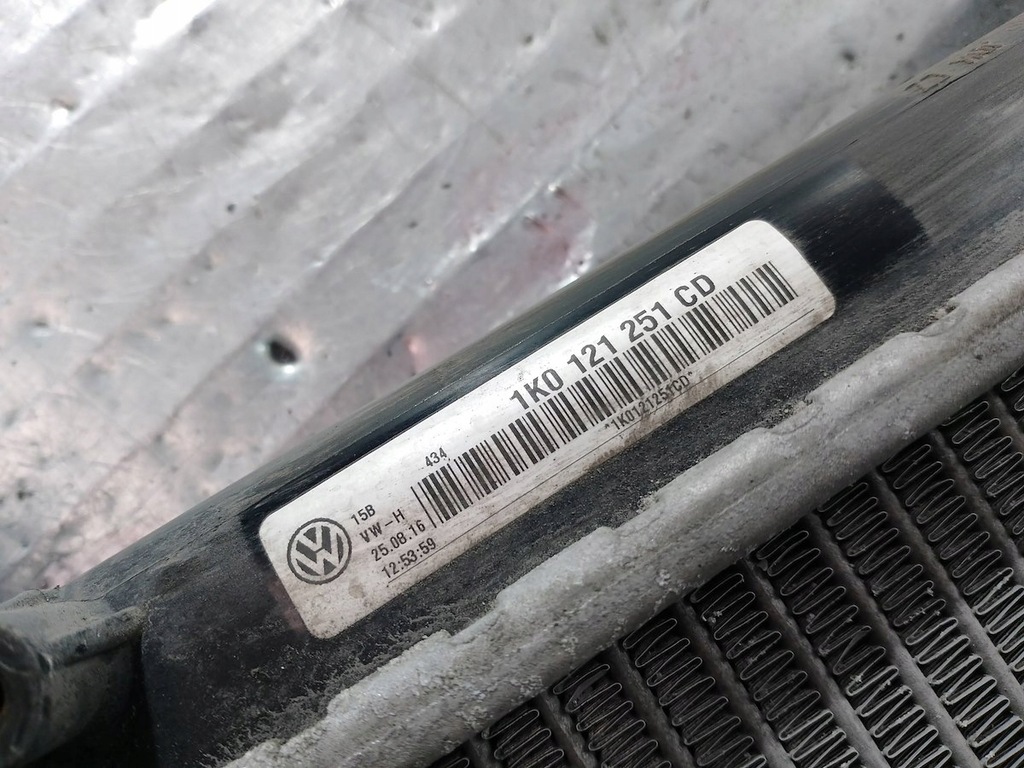 1K0 121 251 CD
434
*1K0121251CD*
15B
VW-H
25.08.16
12:53:59